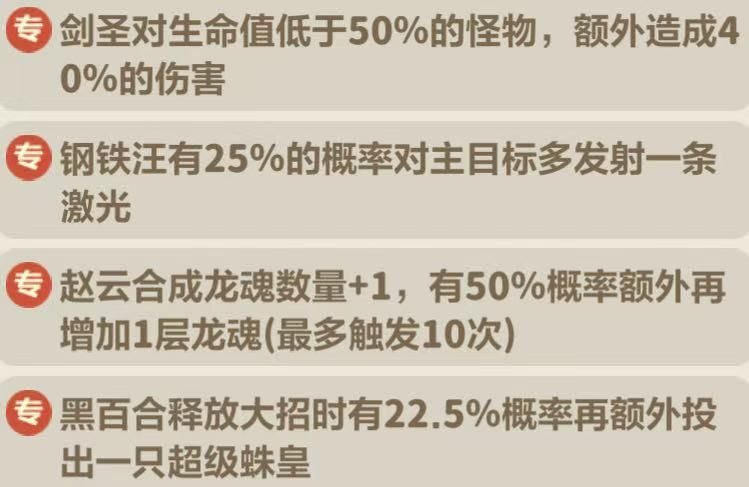 专 剑圣对生命值低于50%的怪物，额外造成4
0%的伤害
专 钢铁汪有25%的概率对主目标多发射一条
激光
专 赵云合成龙魂数量+1，有50%概率额外再
增加1层龙魂(最多触发10次)
专 黑百合释放大招时有22.5%概率再额外投
出一只超级蛛皇